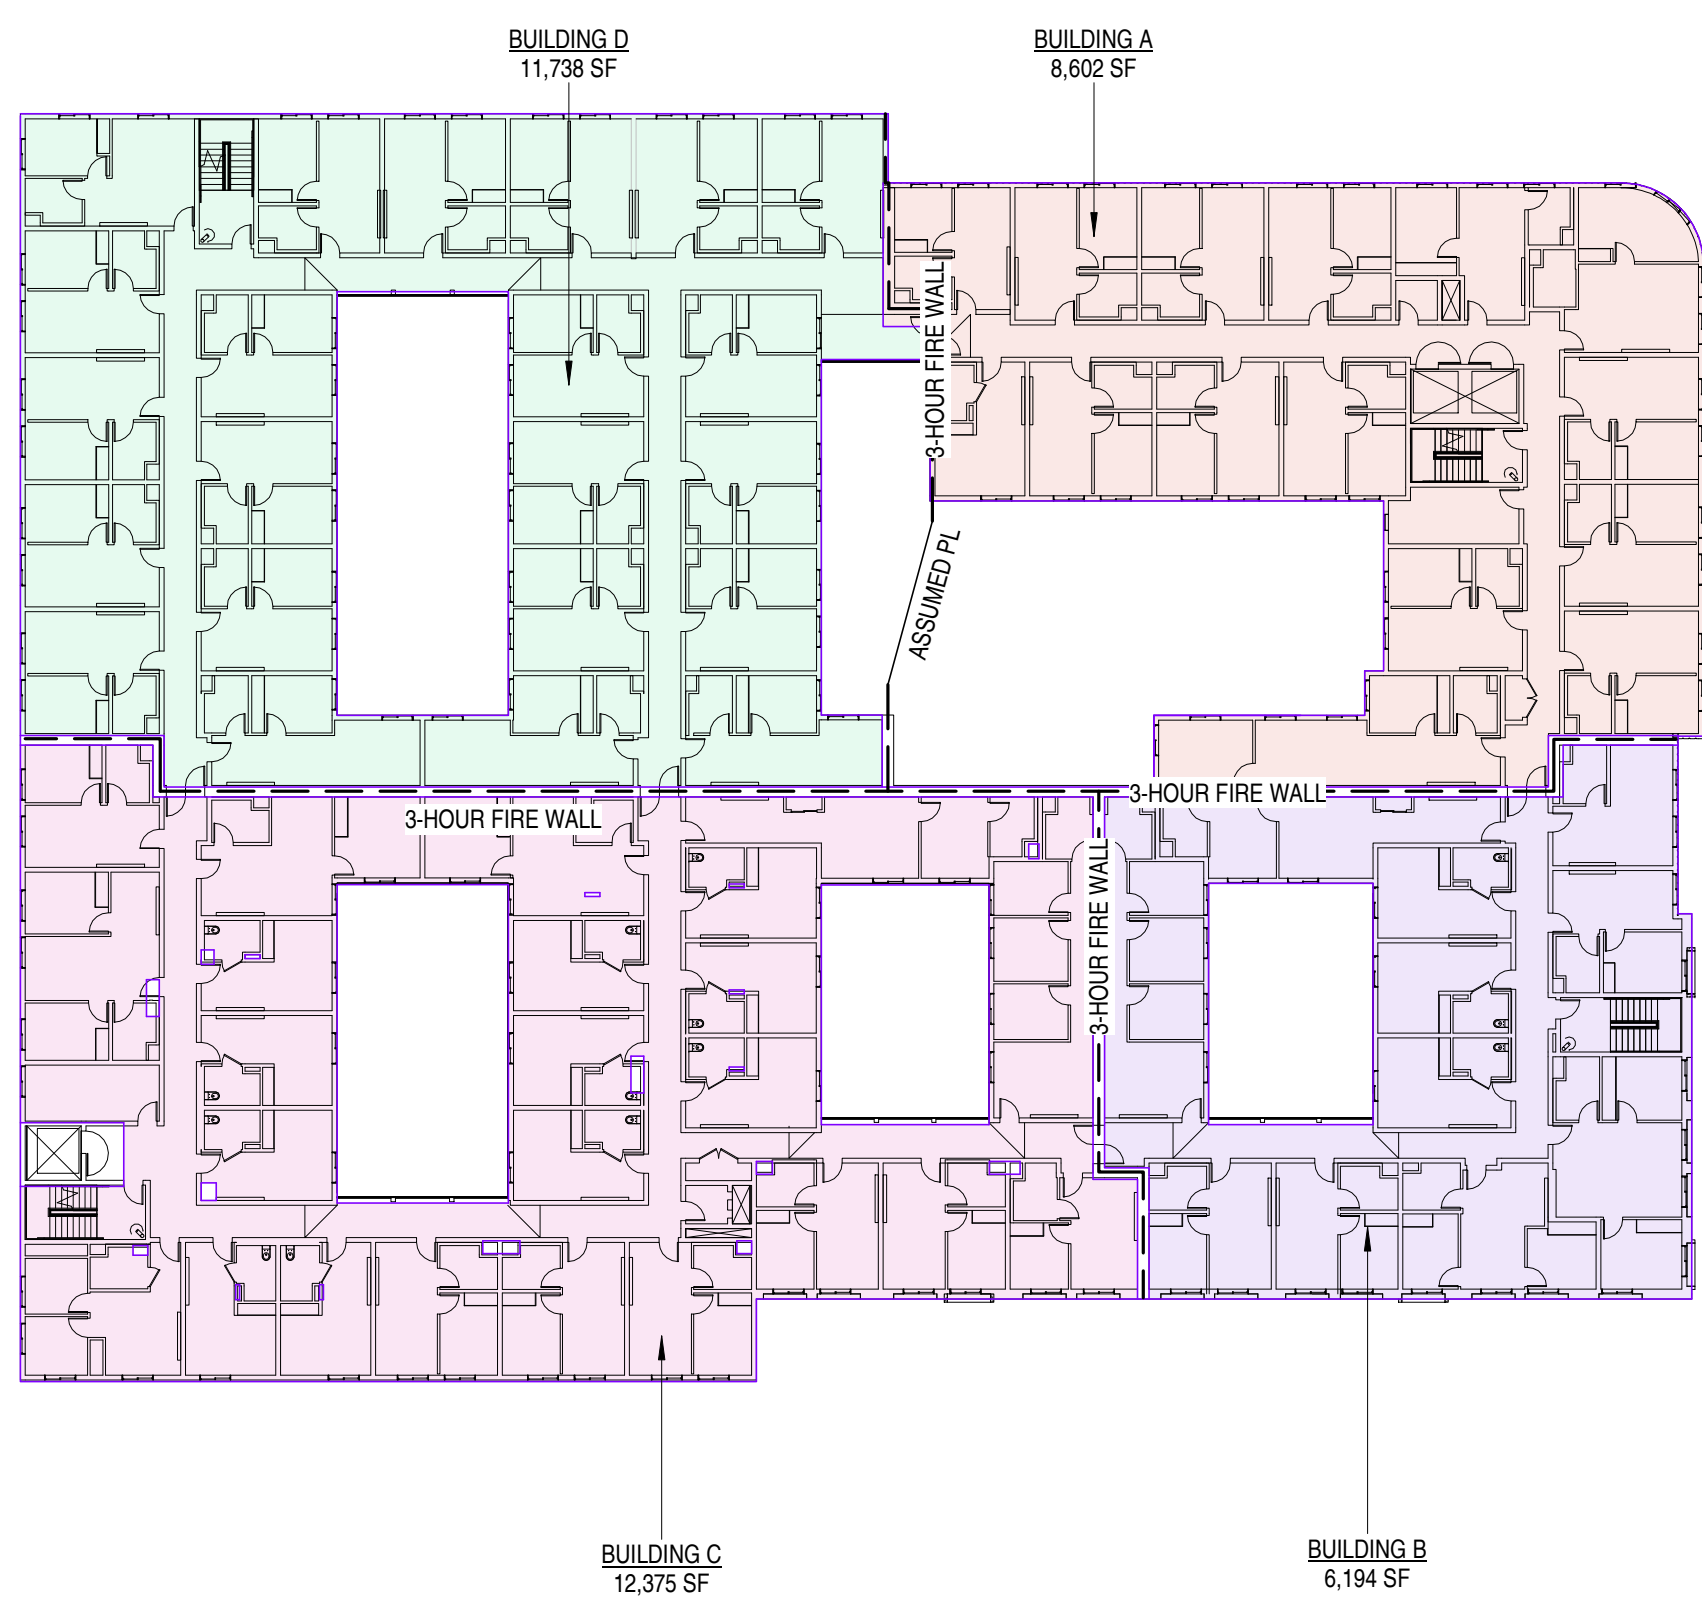 BUILDING D
11,738 SF
BUILDING A
8,602 SF
3-HOUR FIRE WALL
ASSUMED PL
3-HOUR FIRE WALL
3-HOUR FIRE WALL
3-HOUR FIRE WALL
BUILDING C
12,375 SF
BUILDING B
6,194 SF